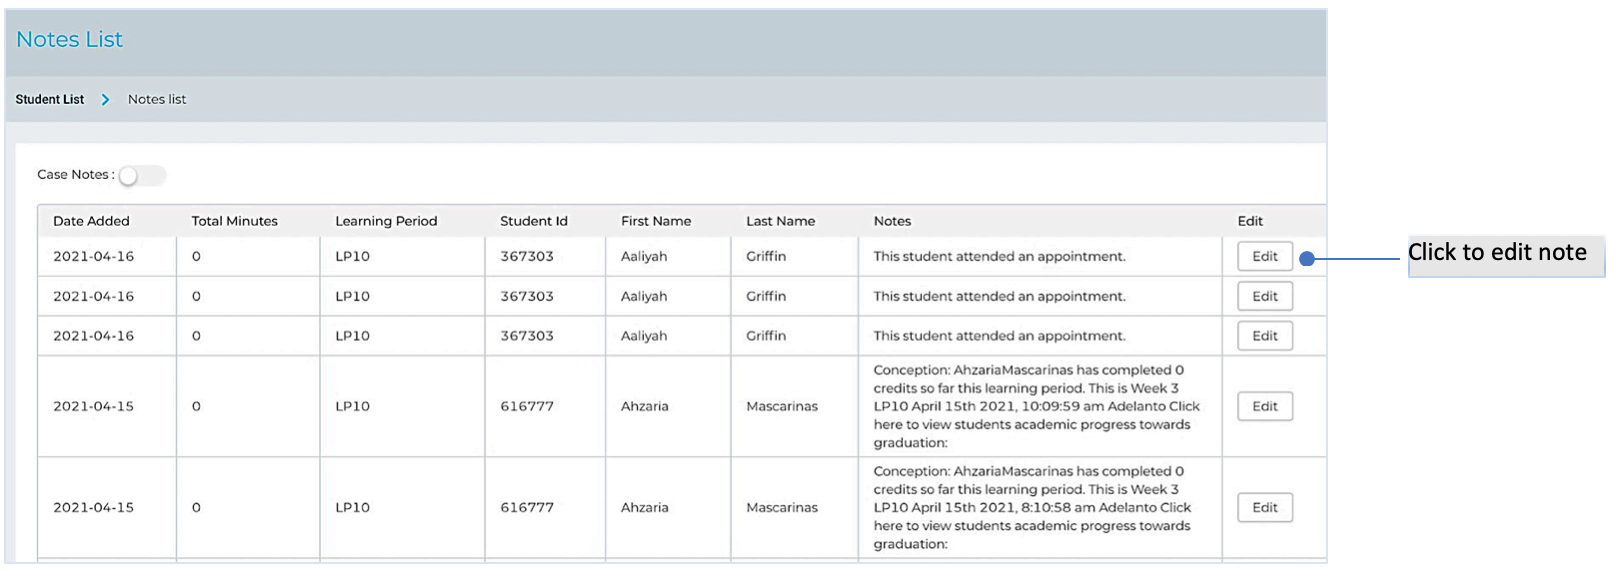 Notes List
Student List > Notes list
Case Notes :
Date Added Total Minutes Learning Period Student Id First Name Last Name Notes Edit
2021-04-16 0 LP10 367303 Aaliyah Griffin This student attended an appointment. Edit
Click to edit note
2021-04-16 0 LP10 367303 Aaliyah Griffin This student attended an appointment. Edit
2021-04-16 0 LP10 367303 Aaliyah Griffin This student attended an appointment. Edit
Conception: AhzariaMascarinas has completed 0
credits so far this learning period. This is Week 3
2021-04-15 0 LP10 616777 Ahzaria Mascarinas LP10 April 15th 2021, 10:09:59 am Adelanto Click Edit
here to view students academic progress towards
graduation:
Conception: AhzariaMascarinas has completed 0
credits so far this learning period. This is Week 3
2021-04-15 0 LP10 616777 Ahzaria Mascarinas LP10 April 15th 2021, 8:10:58 am Adelanto Click Edit
here to view students academic progress towards
graduation: